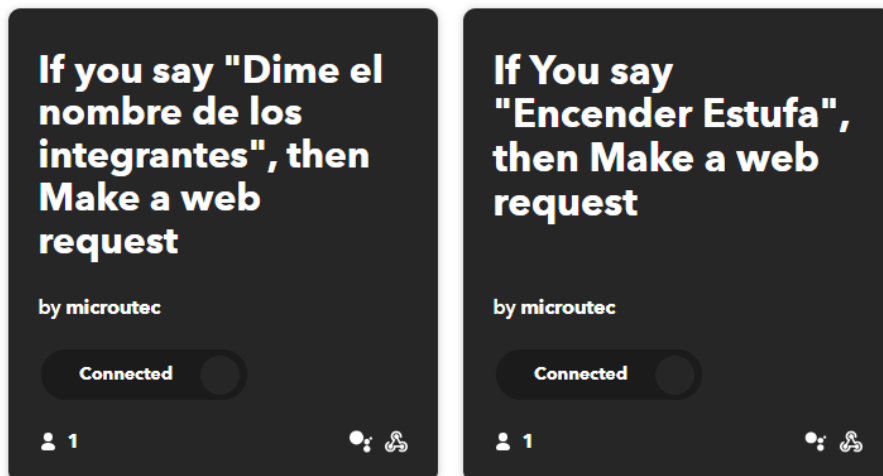 If you say "Dime el
nombre de los
integrantes", then
Make a web
request
by microutec
Connected
1
If You say
"Encender Estufa",
then Make a web
request
by microutec
Connected
1